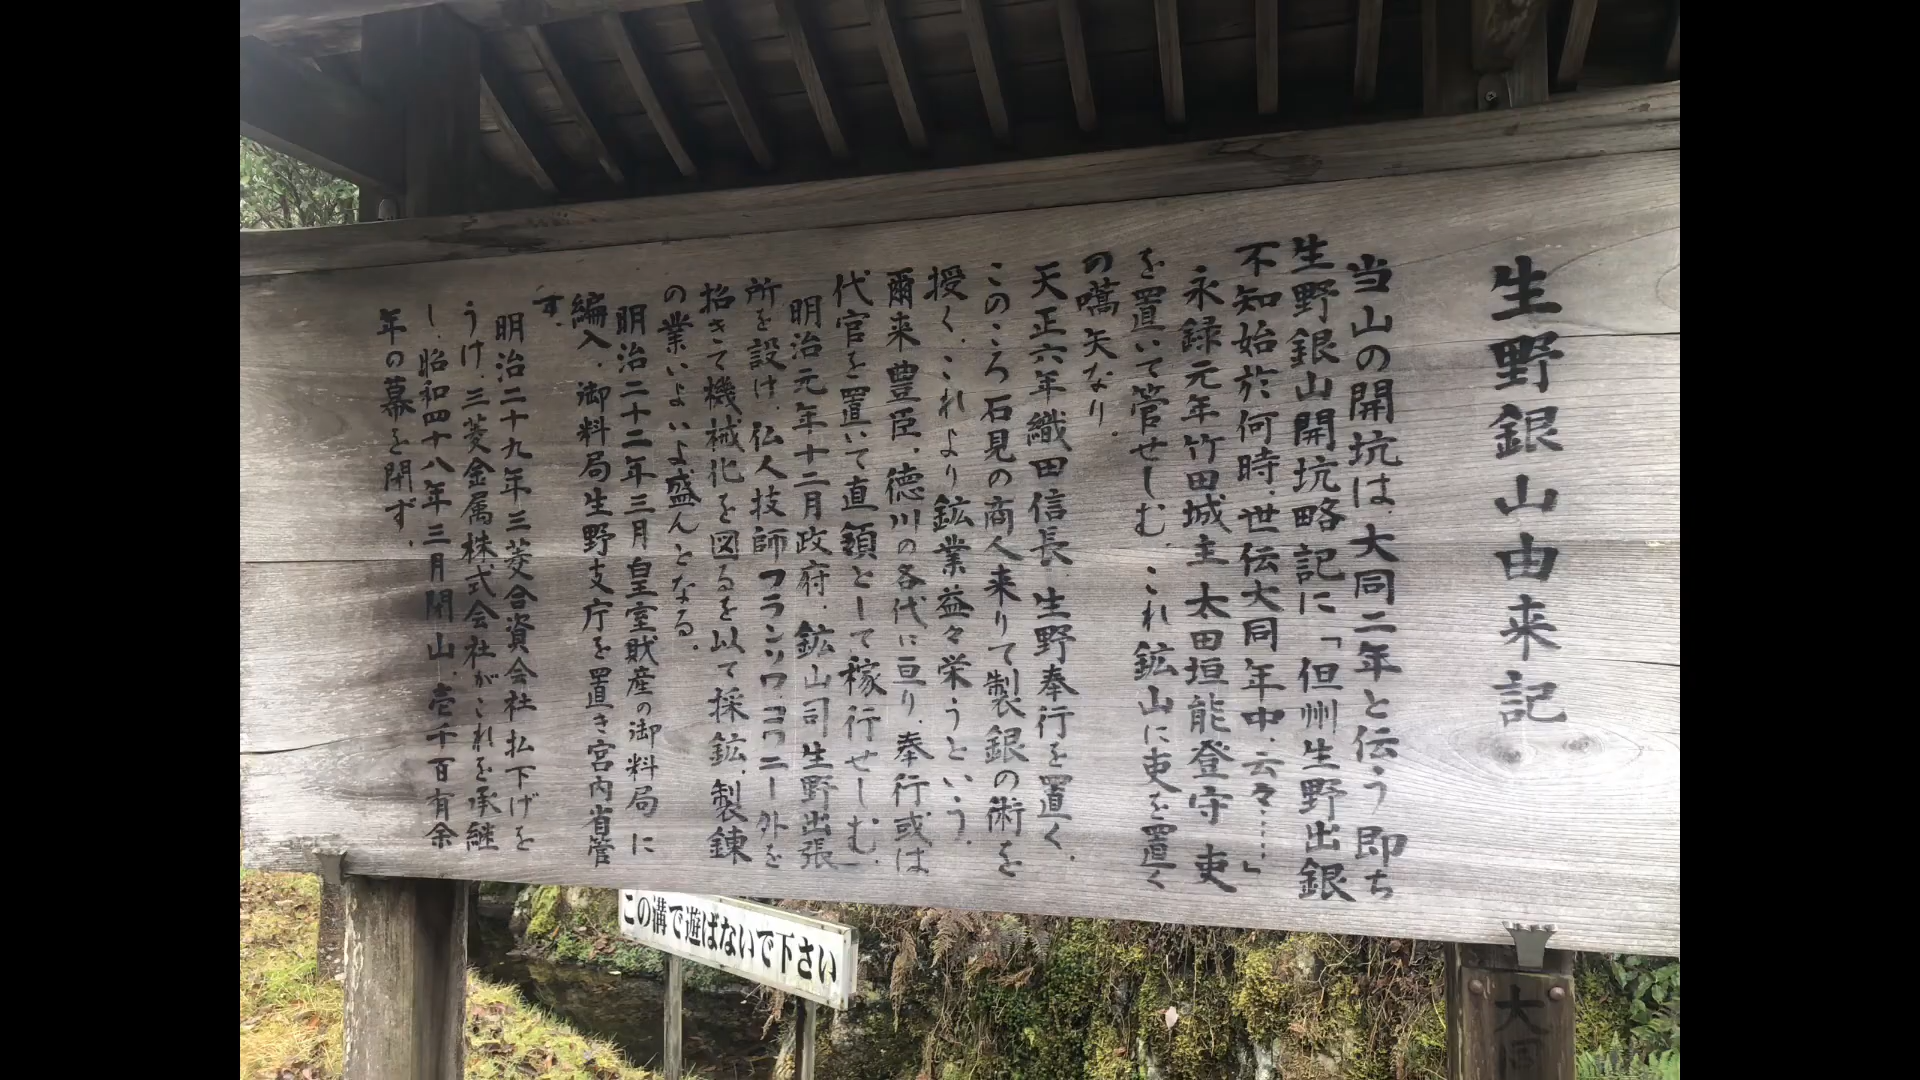 生野銀山由来記
当山の開坑は、大同二年と伝う即ち
生野銀山開坑略記に「但州生野出銀
不知始於何時、世伝大同年中、云々……」
永録元年竹田城主 太田垣能登守 吏
を置いて管せしむ、これ鉱山に吏を置く
の嚆矢なり。
天正六年織田信長、生野奉行を置く、
このころ石見の商人来りて製銀の術を
授く、これより鉱業益々栄うという。
爾来豊臣、徳川の各代に亘り、奉行或は
代官を置いて直領として稼行せしむ、
明治元年十二月政府、鉱山司生野出張
所を設け、仏人技師フランソワ、コワニー外を
招きて機械化を図るを以て採鉱、製錬
の業いよいよ盛んとなる。
明治二十二年三月皇室財産の御料局に
編入、御料局生野支庁を置き宮内省管
す、
明治二十九年三菱合資会社払下げを
うけ、三菱金属株式会社がこれを承継
し、昭和四十八年三月閉山、壱千百有余
年の幕を閉ず、
この溝で遊ばないで下さい
大同